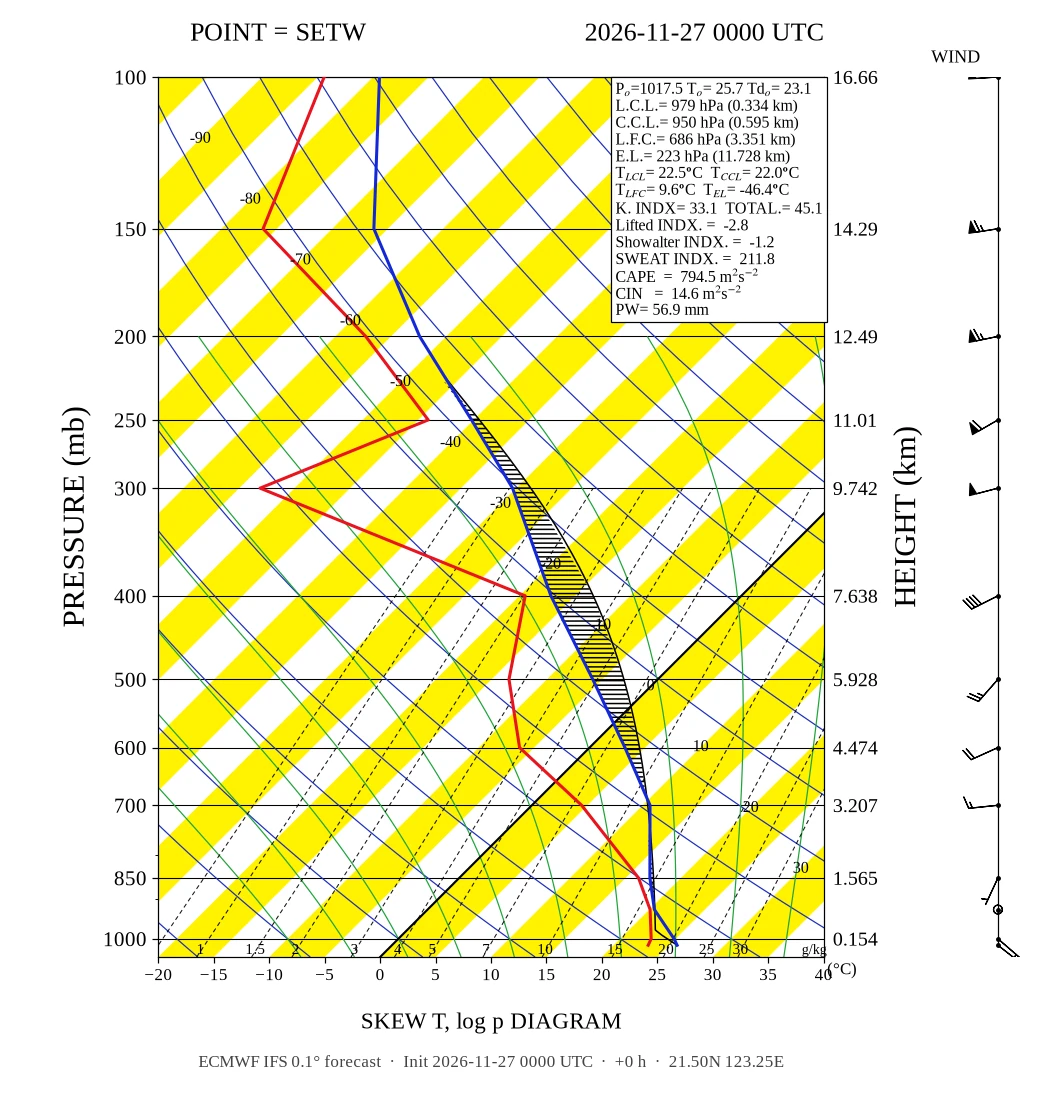 POINT = SETW
2026-11-27 0000 UTC
WIND
100
16.66
Pₒ=1017.5 Tₒ= 25.7 Tdₒ= 23.1
L.C.L.= 979 hPa (0.334 km)
C.C.L.= 950 hPa (0.595 km)
L.F.C.= 686 hPa (3.351 km)
E.L.= 223 hPa (11.728 km)
T_LCL= 22.5°C T_CCL= 22.0°C
T_LFC= 9.6°C T_EL= -46.4°C
K. INDX= 33.1 TOTAL.= 45.1
Lifted INDX. = -2.8
Showalter INDX. = -1.2
SWEAT INDX. = 211.8
CAPE = 794.5 m²s⁻²
CIN = 14.6 m²s⁻²
PW= 56.9 mm
-90
-80
150
14.29
-70
-60
200
12.49
-50
250
11.01
-40
300
9.742
-30
-20
400
7.638
-10
500
5.928
0
600
4.474
10
700
3.207
20
30
850
1.565
1000
0.154
PRESSURE (mb)
HEIGHT (km)
1 1.5 2 3 4 5 7 10 15 20 25 30 g/kg
−20 −15 −10 −5 0 5 10 15 20 25 30 35 40 (°C)
SKEW T, log p DIAGRAM
ECMWF IFS 0.1° forecast · Init 2026-11-27 0000 UTC · +0 h · 21.50N 123.25E